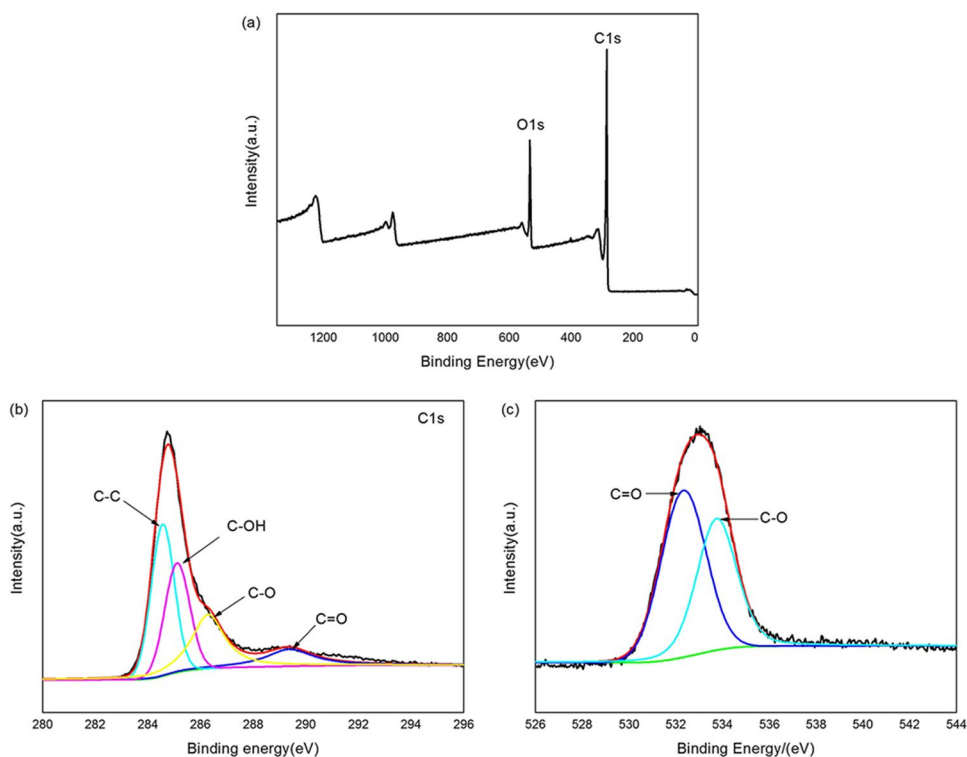 (a)
C1s
O1s
Intensity(a.u.)
1200 1000 800 600 400 200 0
Binding Energy(eV)
(b)
C1s
C-C
C-OH
C-O
C=O
Intensity(a.u.)
280 282 284 286 288 290 292 294 296
Binding energy(eV)
(c)
C=O
C-O
Intensity(a.u.)
526 528 530 532 534 536 538 540 542 544
Binding Energy/(eV)